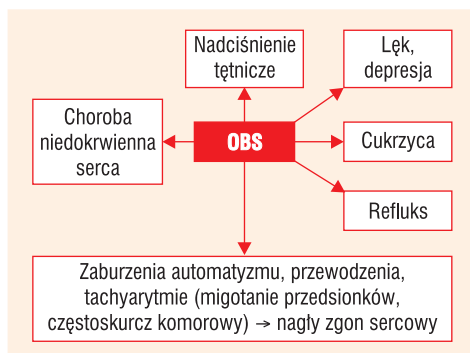 Nadciśnienie
tętnicze
Lęk,
depresja
Choroba
niedokrwienna
serca
OBS
Cukrzyca
Refluks
Zaburzenia automatyzmu, przewodzenia,
tachyarytmie (migotanie przedsionków,
częstoskurcz komorowy) → nagły zgon sercowy